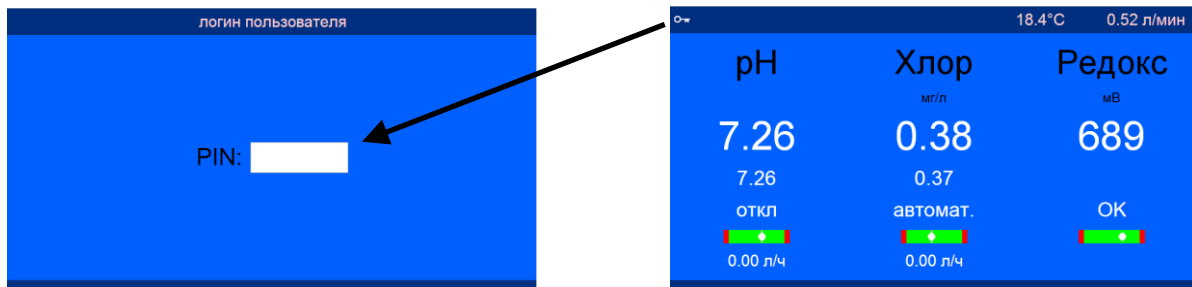 логин пользователя
PIN:
18.4°C 0.52 л/мин
pH Хлор Редокс
мг/л мВ
7.26 0.38 689
7.26 0.37
откл автомат. OK
0.00 л/ч 0.00 л/ч